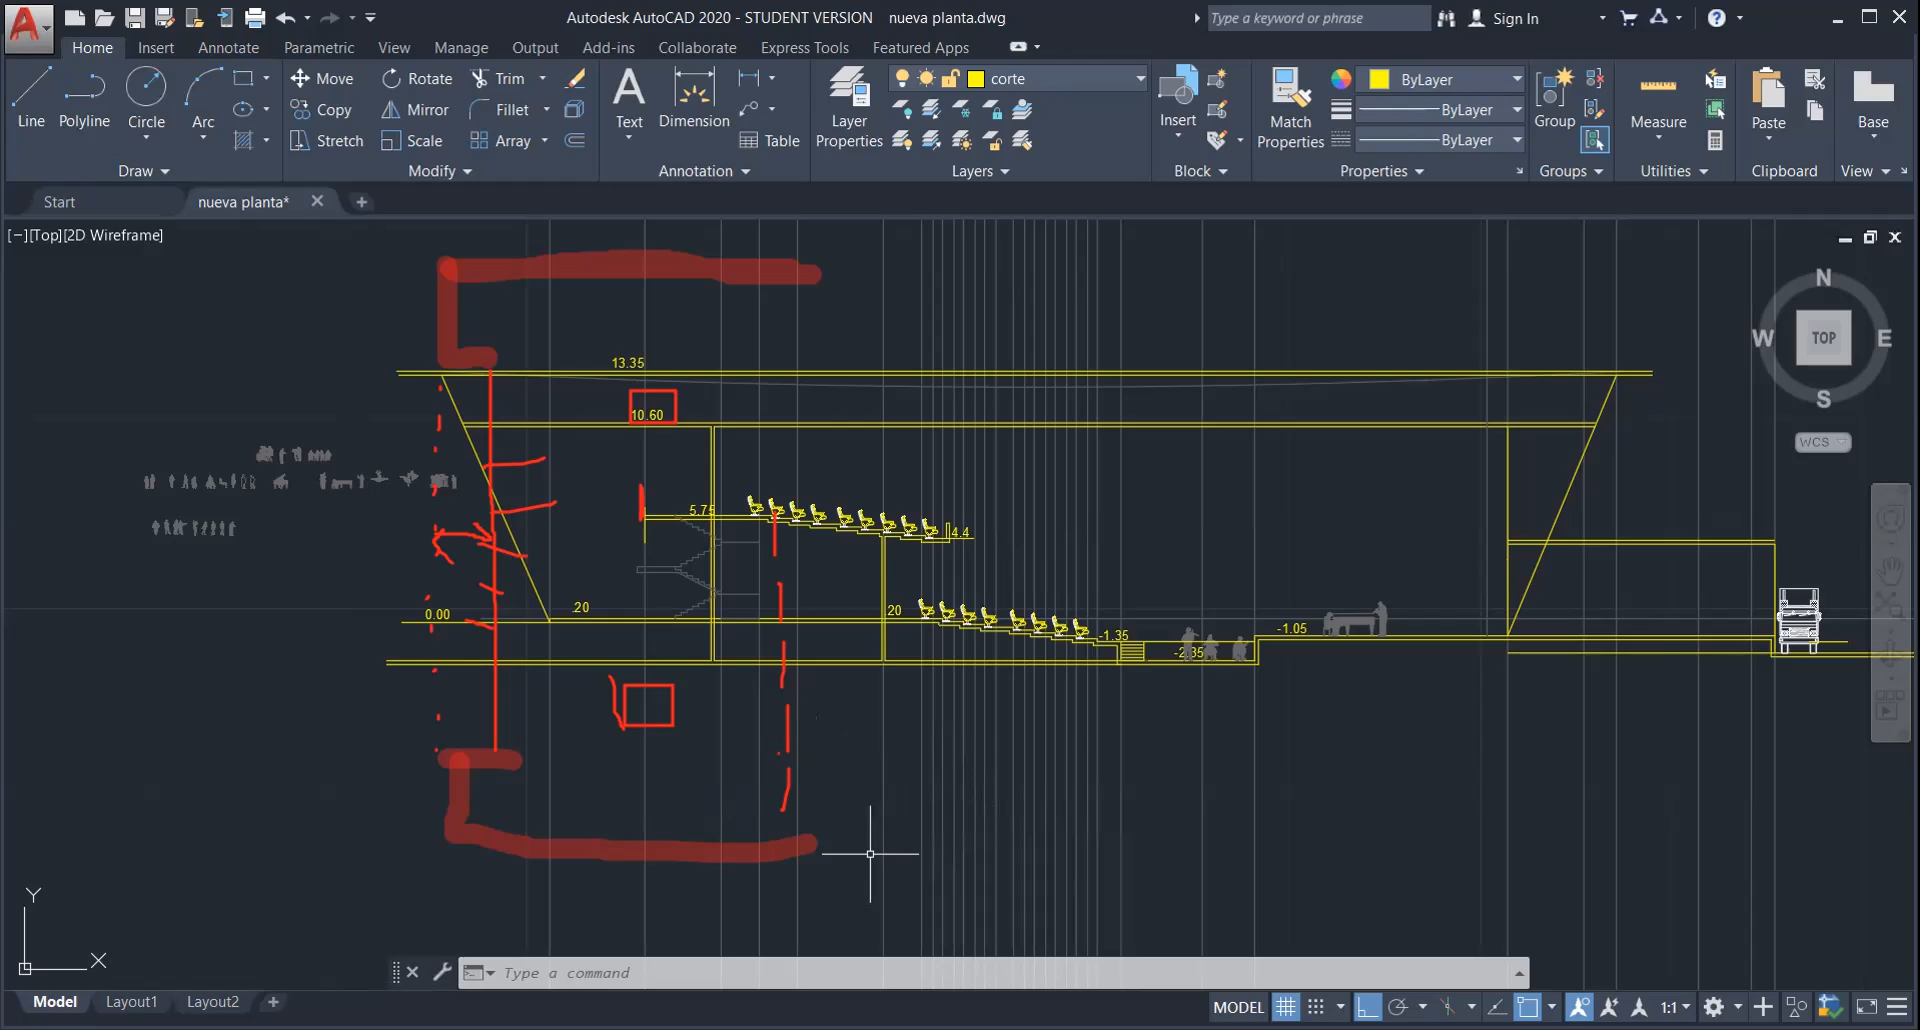 Autodesk AutoCAD 2020 - STUDENT VERSION nueva planta.dwg
Type a keyword or phrase
Sign In
Home Insert Annotate Parametric View Manage Output Add-ins Collaborate Express Tools Featured Apps
Line
Polyline
Circle
Arc
Draw
Move
Rotate
Trim
Copy
Mirror
Fillet
Stretch
Scale
Array
Modify
Text
Dimension
Table
Annotation
Layer
Properties
corte
Layers
Insert
Block
Match
Properties
ByLayer
ByLayer
ByLayer
Properties
Group
Groups
Measure
Utilities
Paste
Clipboard
Base
View
Start
nueva planta*
[−][Top][2D Wireframe]
N
W
TOP
E
S
WCS
13.35
10.60
5.75
4.4
0.00
.20
20
-1.35
-2.35
-1.05
Y
X
Type a command
Model
Layout1
Layout2
MODEL
1:1